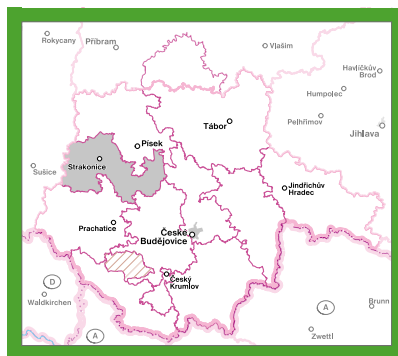 Rokycany
Příbram
Vlašim
Havlíčkův
Brod
Humpolec
Pelhřimov
Tábor
Jihlava
Písek
Strakonice
Sušice
Jindřichův
Hradec
Prachatice
České
Budějovice
Český
Krumlov
D
Waldkirchen
A
Brunn
Zwettl
A